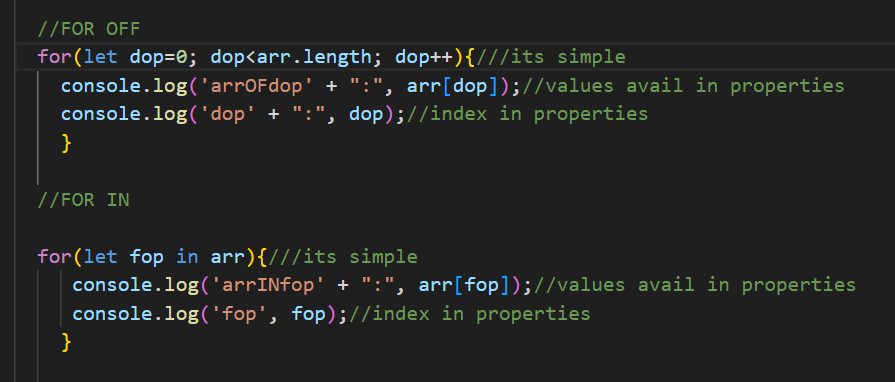 //FOR OFF
for(let dop=0; dop<arr.length; dop++){///its simple
console.log('arrOFdop' + ":", arr[dop]);//values avail in properties
console.log('dop' + ":", dop);//index in properties
}
//FOR IN
for(let fop in arr){///its simple
console.log('arrINfop' + ":", arr[fop]);//values avail in properties
console.log('fop', fop);//index in properties
}